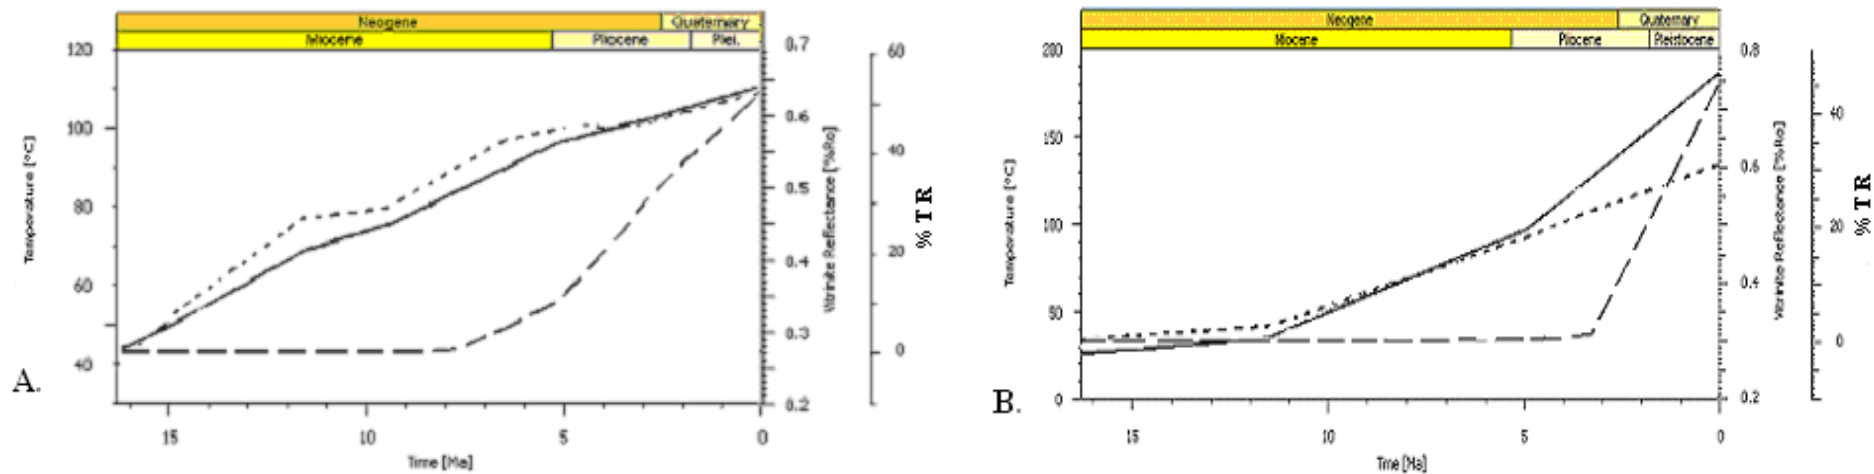 Neogene
Quaternary
Miocene
Pliocene
Plei.
120
100
80
60
40
Temperature [°C]
0.7
0.6
0.5
0.4
0.3
0.2
Vitrinite Reflectance [%Ro]
60
40
20
0
% T R
15
10
5
0
Time [Ma]
A.
Neogene
Quaternary
Miocene
Pliocene
Pleistocene
200
150
100
50
0
Temperature [°C]
0.8
0.6
0.4
0.2
Vitrinite Reflectance [%Ro]
40
20
0
% T R
15
10
5
0
Time [Ma]
B.